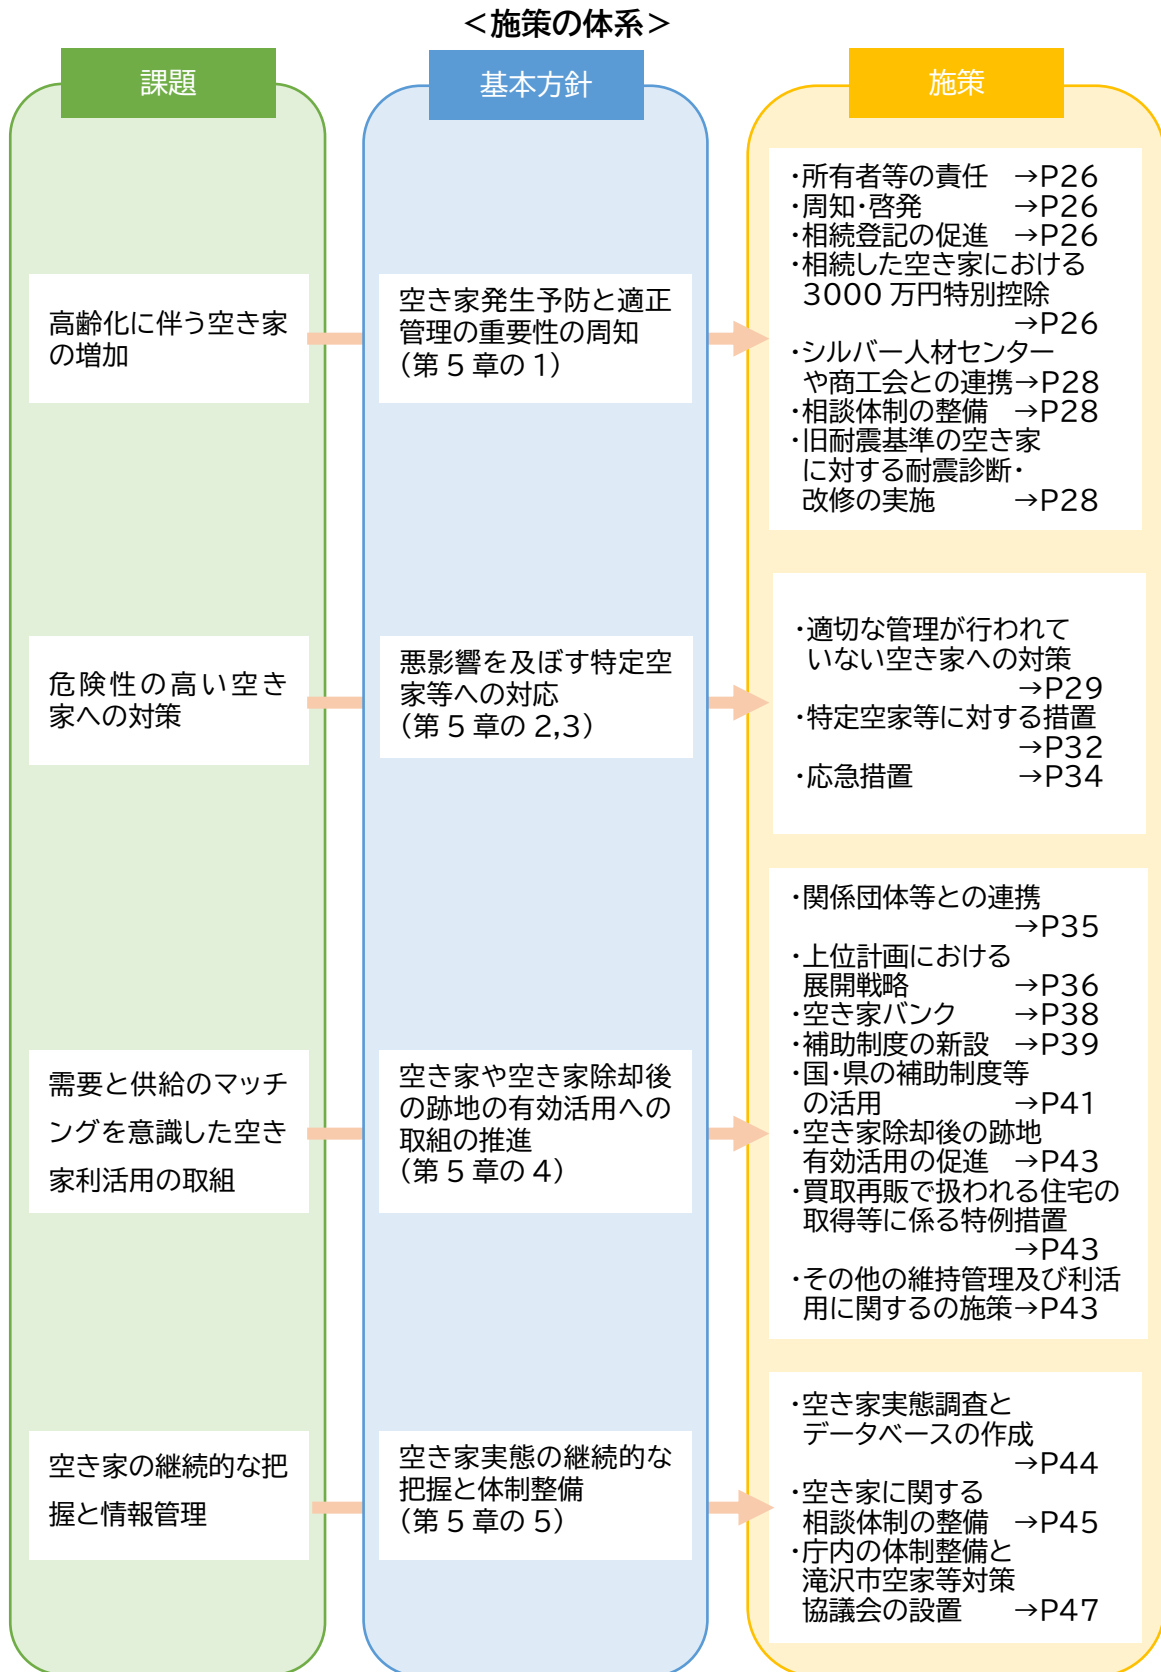 ＜施策の体系＞
課題
基本方針
施策
高齢化に伴う空き家
の増加
空き家発生予防と適正
管理の重要性の周知
（第５章の１）
・所有者等の責任　→P26
・周知・啓発　→P26
・相続登記の促進　→P26
・相続した空き家における
3000 万円特別控除
→P26
・シルバー人材センター
や商工会との連携→P28
・相談体制の整備　→P28
・旧耐震基準の空き家
に対する耐震診断・
改修の実施　→P28
危険性の高い空き
家への対策
悪影響を及ぼす特定空
家等への対応
（第 5 章の 2,3）
・適切な管理が行われて
いない空き家への対策
→P29
・特定空家等に対する措置
→P32
・応急措置　→P34
需要と供給のマッチ
ングを意識した空き
家利活用の取組
空き家や空き家除却後
の跡地の有効活用への
取組の推進
（第 5 章の 4）
・関係団体等との連携
→P35
・上位計画における
展開戦略　→P36
・空き家バンク　→P38
・補助制度の新設　→P39
・国・県の補助制度等
の活用　→P41
・空き家除却後の跡地
有効活用の促進　→P43
・買取再販で扱われる住宅の
取得等に係る特例措置
→P43
・その他の維持管理及び利活
用に関するの施策→P43
空き家の継続的な把
握と情報管理
空き家実態の継続的な
把握と体制整備
（第 5 章の 5）
・空き家実態調査と
データベースの作成
→P44
・空き家に関する
相談体制の整備　→P45
・庁内の体制整備と
滝沢市空家等対策
協議会の設置　→P47